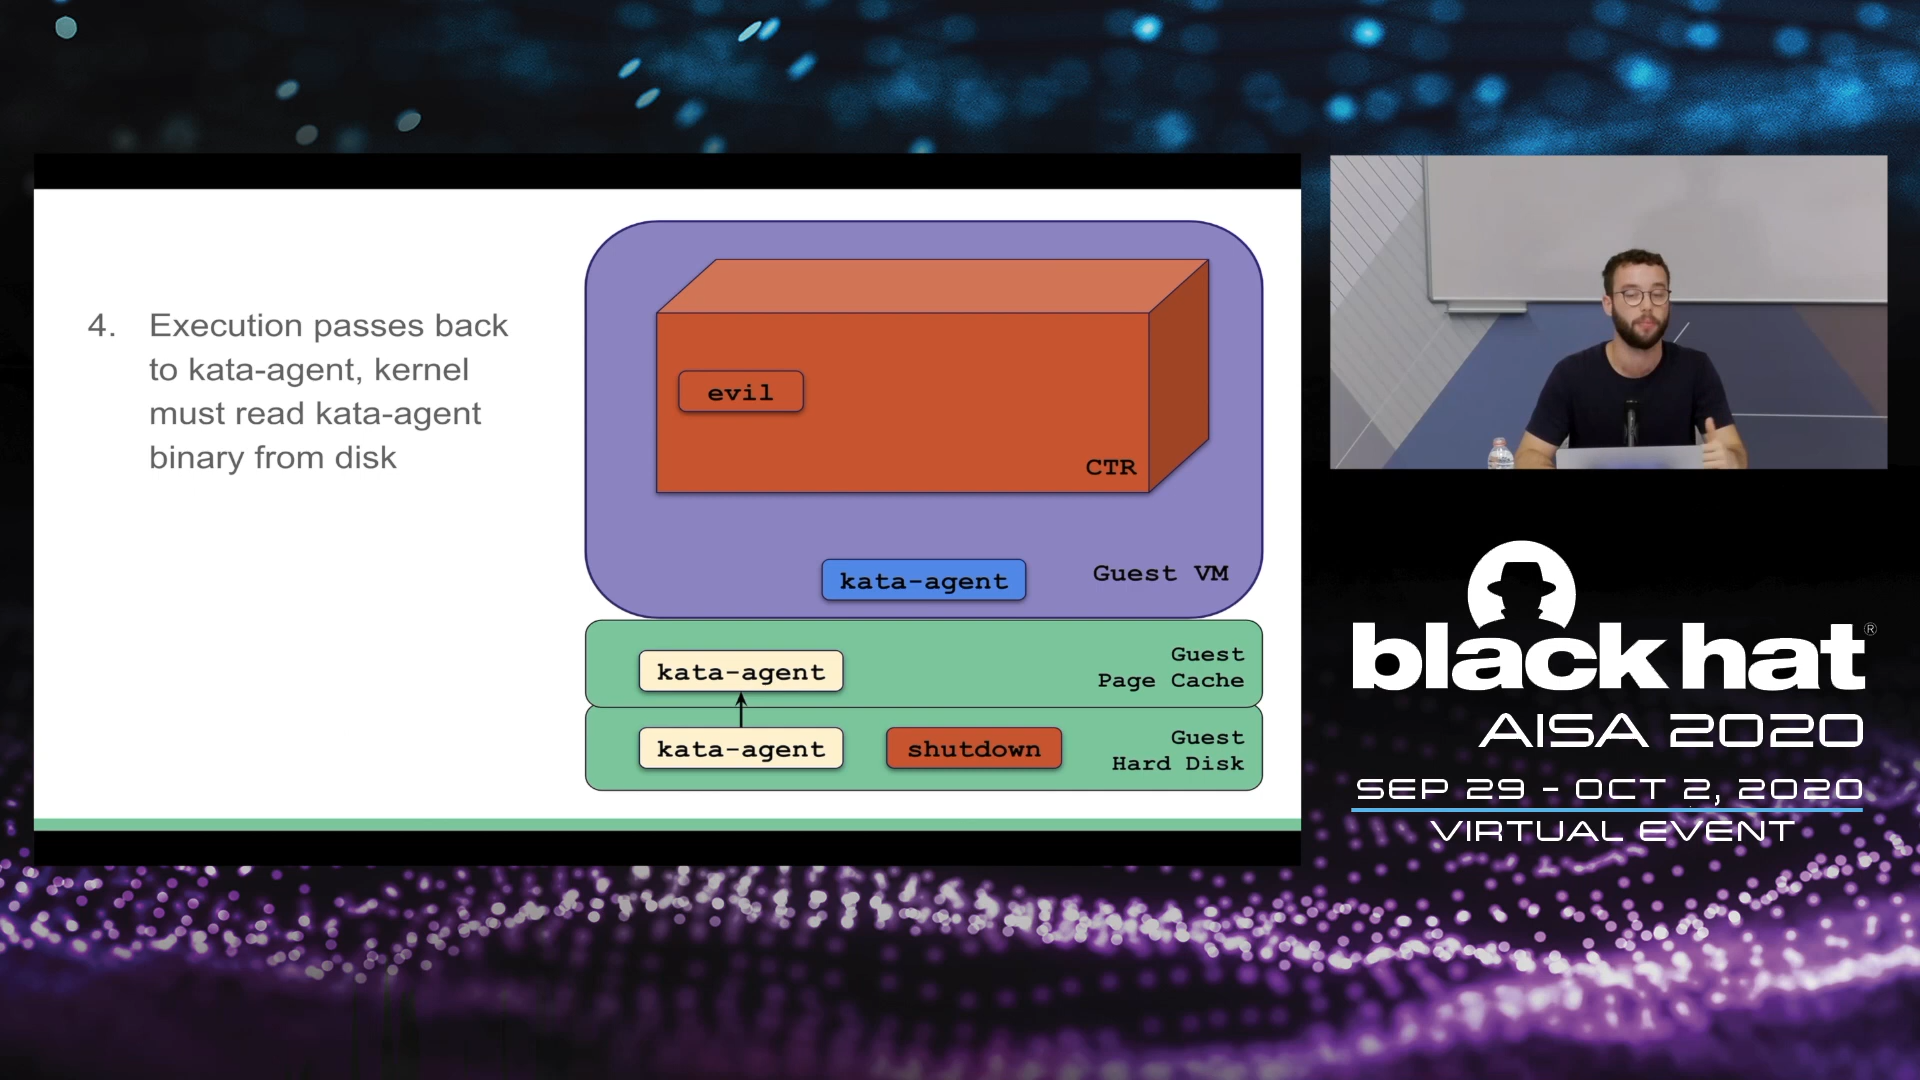 4. Execution passes back
to kata-agent, kernel
must read kata-agent
binary from disk
evil
CTR
kata-agent
Guest VM
kata-agent
Guest
Page Cache
kata-agent
shutdown
Guest
Hard Disk
black hat®
AISA 2020
SEP 29 - OCT 2, 2020
VIRTUAL EVENT